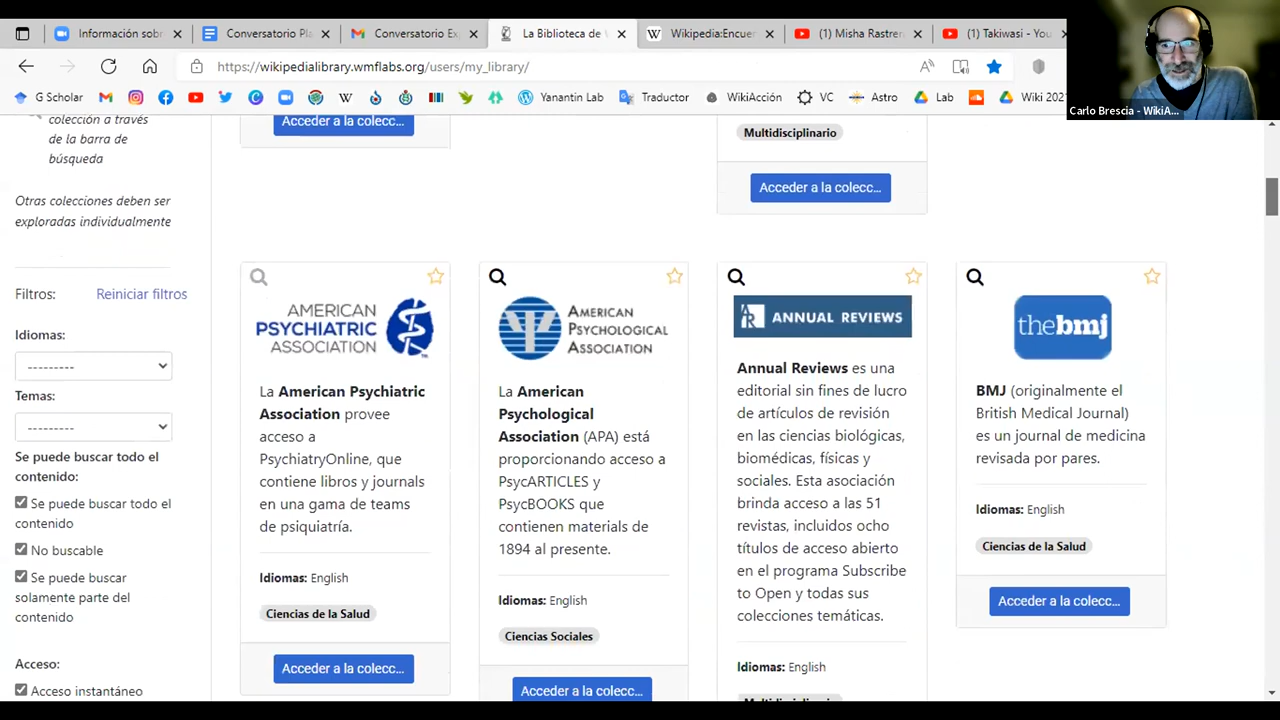 Información sobr
Conversatorio Pla
Conversatorio Ex
La Biblioteca de
Wikipedia:Encue
(1) Misha Rastrer
(1) Takiwasi - You
https://wikipedialibrary.wmflabs.org/users/my_library/
G Scholar
Yanantin Lab
Traductor
WikiAcción
VC
Astro
Lab
Wiki 202
Carlo Brescia - WikiA...
colección a través
de la barra de
búsqueda
Otras colecciones deben ser
exploradas individualmente
Filtros:
Reiniciar filtros
Idiomas:
---------
Temas:
---------
Se puede buscar todo el
contenido:
Se puede buscar todo el
contenido
No buscable
Se puede buscar
solamente parte del
contenido
Acceso:
Acceso instantáneo
Acceder a la colecc...
Multidisciplinario
Acceder a la colecc...
AMERICAN
PSYCHIATRIC
ASSOCIATION
La American Psychiatric
Association provee
acceso a
PsychiatryOnline, que
contiene libros y journals
en una gama de teams
de psiquiatría.
Idiomas: English
Ciencias de la Salud
Acceder a la colecc...
AMERICAN
PSYCHOLOGICAL
ASSOCIATION
La American
Psychological
Association (APA) está
proporcionando acceso a
PsycARTICLES y
PsycBOOKS que
contienen materials de
1894 al presente.
Idiomas: English
Ciencias Sociales
Acceder a la colecc...
AR ANNUAL REVIEWS
Annual Reviews es una
editorial sin fines de lucro
de artículos de revisión
en las ciencias biológicas,
biomédicas, físicas y
sociales. Esta asociación
brinda acceso a las 51
revistas, incluidos ocho
títulos de acceso abierto
en el programa Subscribe
to Open y todas sus
colecciones temáticas.
Idiomas: English
Multidisciplinario
thebmj
BMJ (originalmente el
British Medical Journal)
es un journal de medicina
revisada por pares.
Idiomas: English
Ciencias de la Salud
Acceder a la colecc...